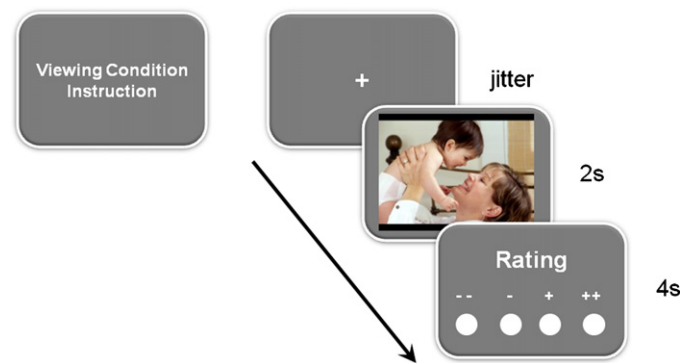 Viewing Condition
Instruction
+
jitter
2s
Rating
-- - + ++
4s